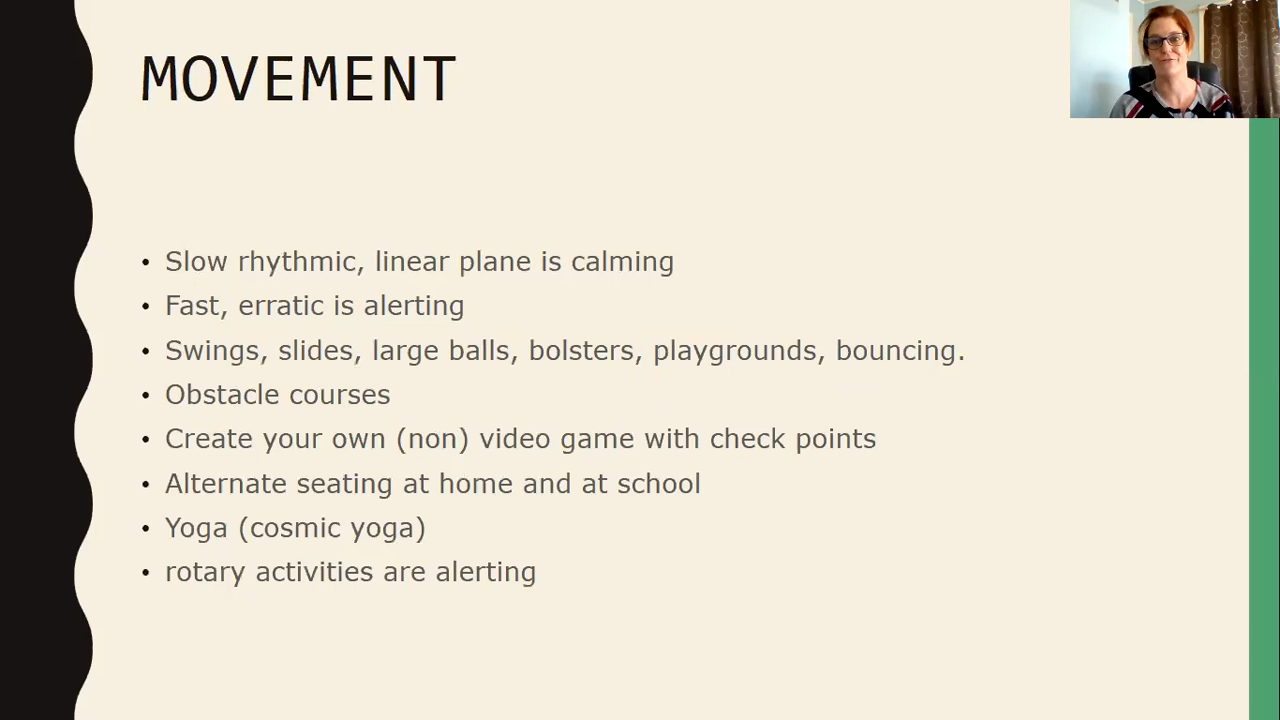 MOVEMENT
• Slow rhythmic, linear plane is calming
• Fast, erratic is alerting
• Swings, slides, large balls, bolsters, playgrounds, bouncing.
• Obstacle courses
• Create your own (non) video game with check points
• Alternate seating at home and at school
• Yoga (cosmic yoga)
• rotary activities are alerting